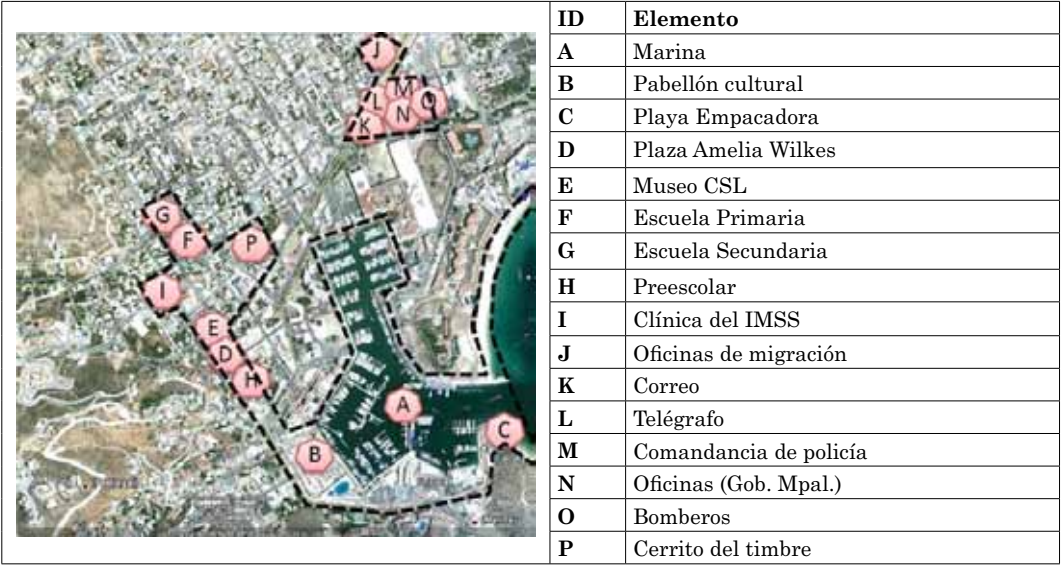 J
M
L
O
N
K
G
F
P
I
E
D
H
A
C
B
ID Elemento
A Marina
B Pabellón cultural
C Playa Empacadora
D Plaza Amelia Wilkes
E Museo CSL
F Escuela Primaria
G Escuela Secundaria
H Preescolar
I Clínica del IMSS
J Oficinas de migración
K Correo
L Telégrafo
M Comandancia de policía
N Oficinas (Gob. Mpal.)
O Bomberos
P Cerrito del timbre